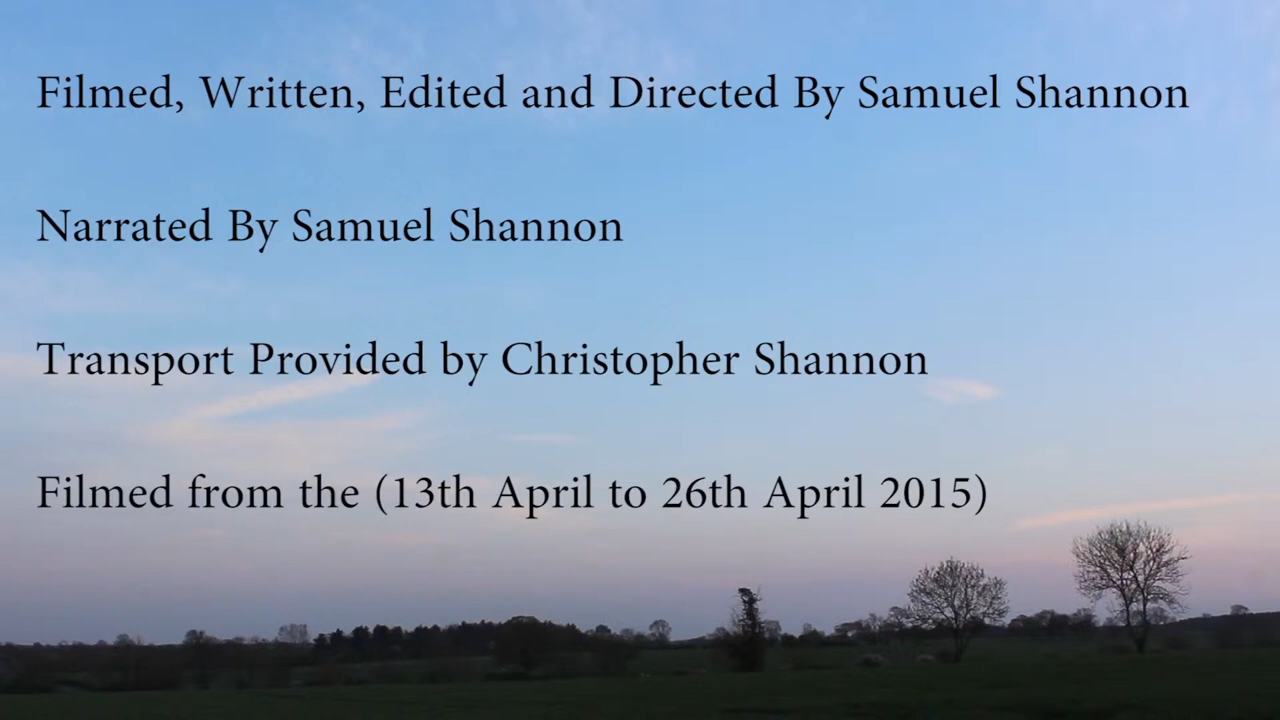 Filmed, Written, Edited and Directed By Samuel Shannon
Narrated By Samuel Shannon
Transport Provided by Christopher Shannon
Filmed from the (13th April to 26th April 2015)